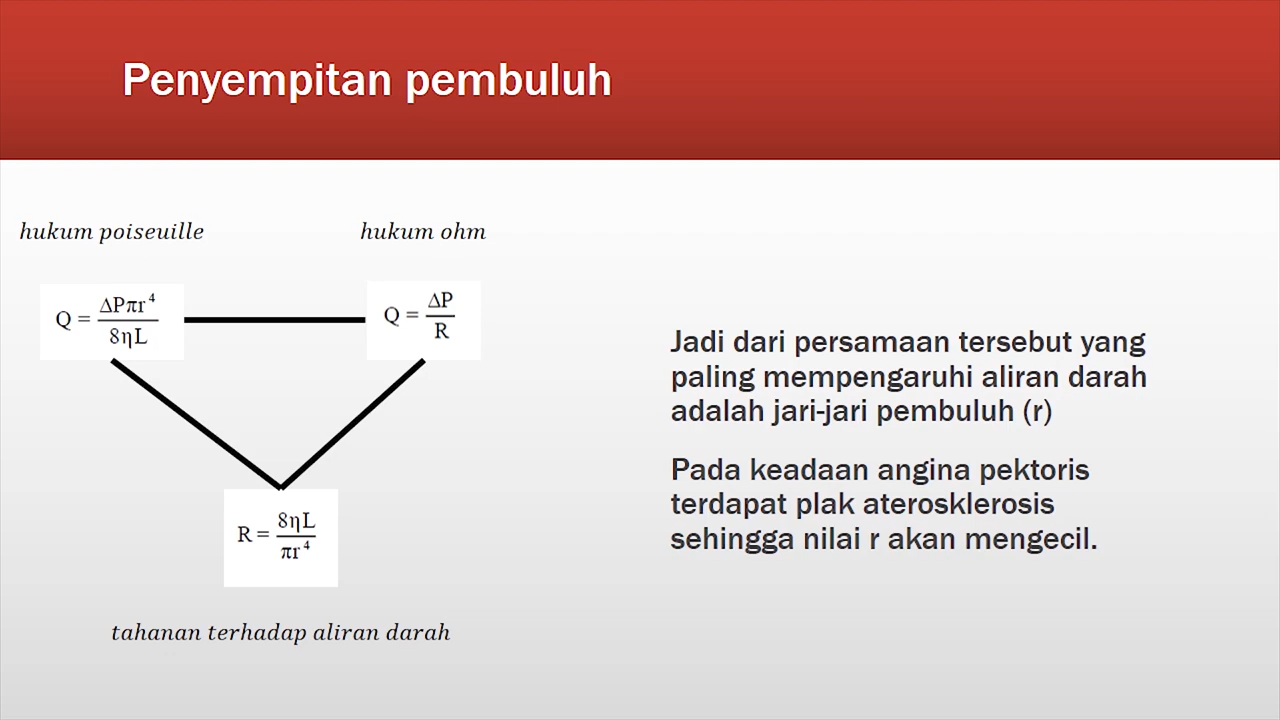 Penyempitan pembuluh
hukum poiseuille
hukum ohm
Q = ΔPπr⁴ / 8ηL
Q = ΔP / R
R = 8ηL / πr⁴
tahanan terhadap aliran darah
Jadi dari persamaan tersebut yang
paling mempengaruhi aliran darah
adalah jari-jari pembuluh (r)
Pada keadaan angina pektoris
terdapat plak aterosklerosis
sehingga nilai r akan mengecil.